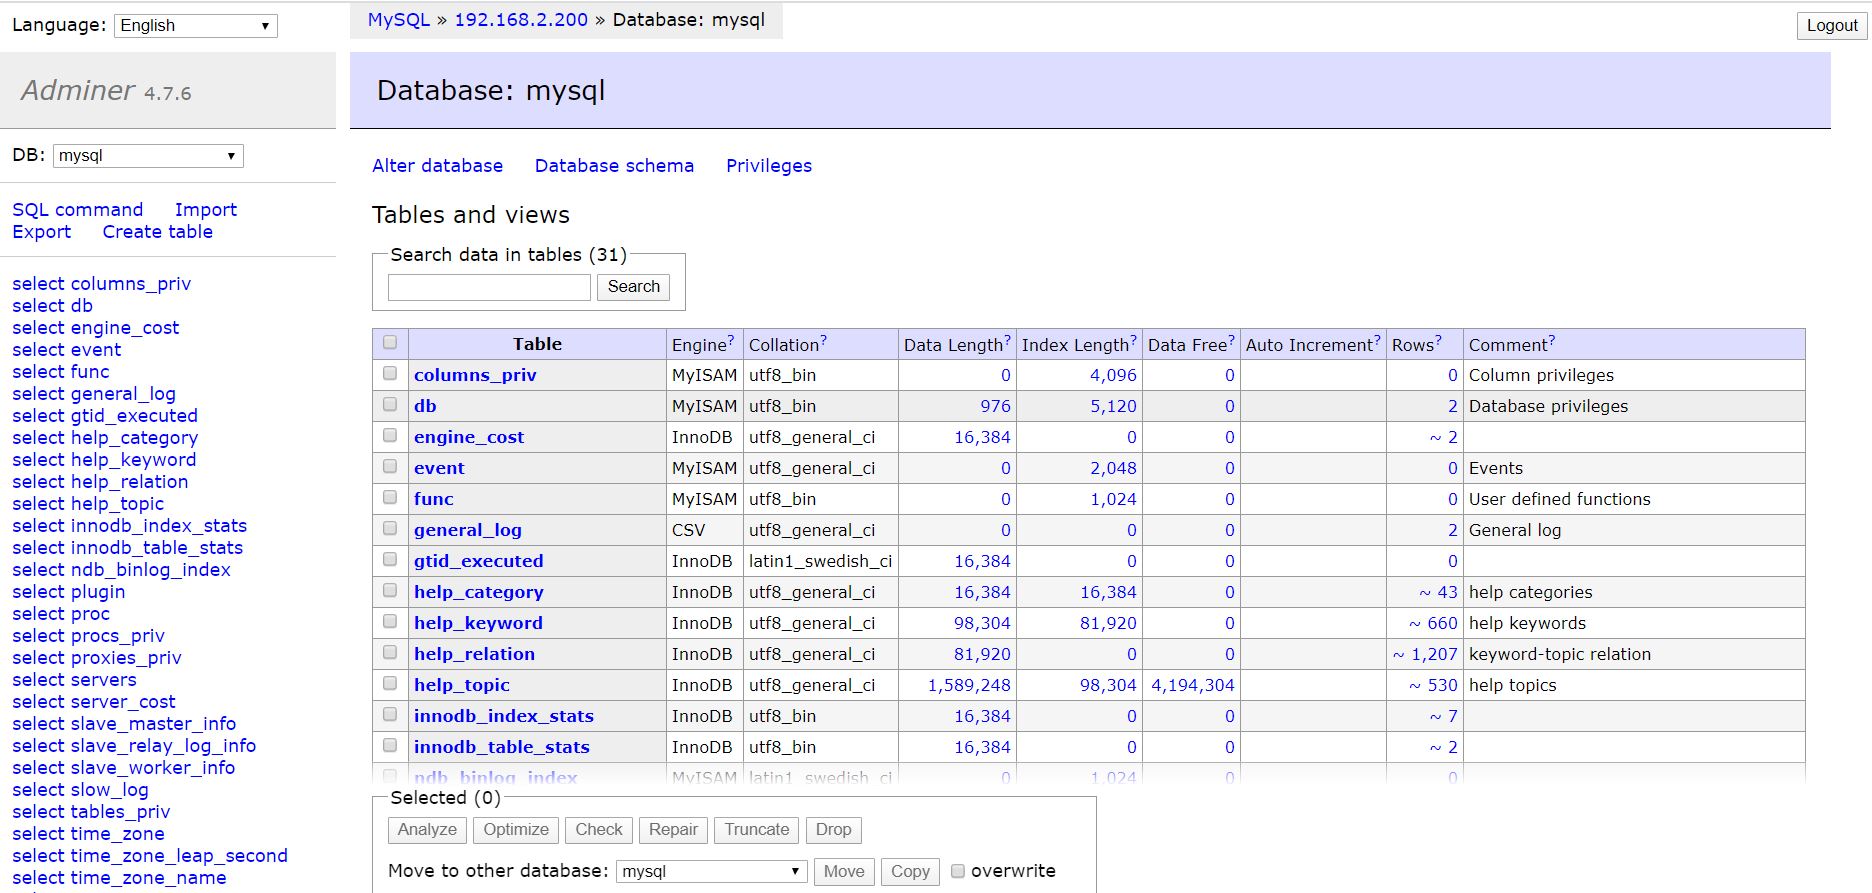 Language: English
MySQL » 192.168.2.200 » Database: mysql
Logout
Adminer 4.7.6
Database: mysql
DB: mysql
Alter database Database schema Privileges
SQL command Import
Export Create table
select columns_priv
select db
select engine_cost
select event
select func
select general_log
select gtid_executed
select help_category
select help_keyword
select help_relation
select help_topic
select innodb_index_stats
select innodb_table_stats
select ndb_binlog_index
select plugin
select proc
select procs_priv
select proxies_priv
select servers
select server_cost
select slave_master_info
select slave_relay_log_info
select slave_worker_info
select slow_log
select tables_priv
select time_zone
select time_zone_leap_second
select time_zone_name
Tables and views
Search data in tables (31)
Search
Table Engine? Collation? Data Length? Index Length? Data Free? Auto Increment? Rows? Comment?
columns_priv MyISAM utf8_bin 0 4,096 0 0 Column privileges
db MyISAM utf8_bin 976 5,120 0 2 Database privileges
engine_cost InnoDB utf8_general_ci 16,384 0 0 ~ 2
event MyISAM utf8_general_ci 0 2,048 0 0 Events
func MyISAM utf8_bin 0 1,024 0 0 User defined functions
general_log CSV utf8_general_ci 0 0 0 2 General log
gtid_executed InnoDB latin1_swedish_ci 16,384 0 0 0
help_category InnoDB utf8_general_ci 16,384 16,384 0 ~ 43 help categories
help_keyword InnoDB utf8_general_ci 98,304 81,920 0 ~ 660 help keywords
help_relation InnoDB utf8_general_ci 81,920 0 0 ~ 1,207 keyword-topic relation
help_topic InnoDB utf8_general_ci 1,589,248 98,304 4,194,304 ~ 530 help topics
innodb_index_stats InnoDB utf8_bin 16,384 0 0 ~ 7
innodb_table_stats InnoDB utf8_bin 16,384 0 0 ~ 2
ndb_binlog_index MyISAM latin1_swedish_ci 0 1,024 0 0
Selected (0)
Analyze Optimize Check Repair Truncate Drop
Move to other database: mysql Move Copy overwrite